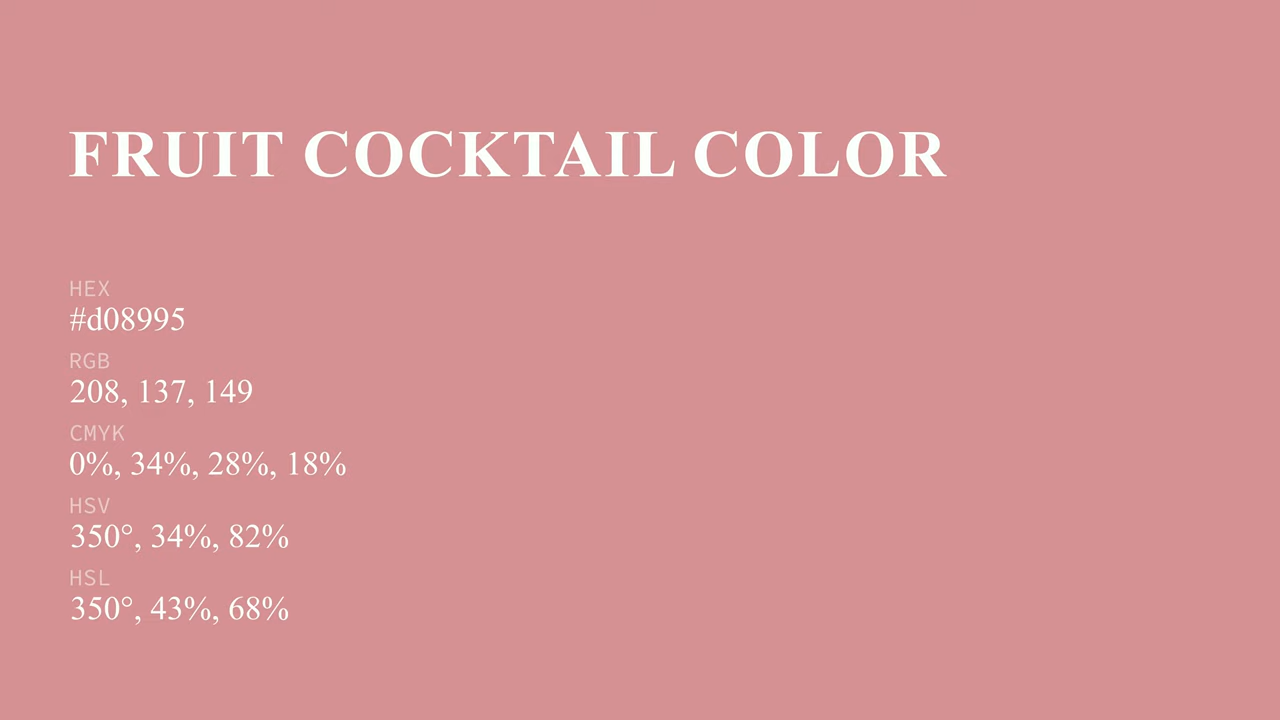 FRUIT COCKTAIL COLOR
HEX
#d08995
RGB
208, 137, 149
CMYK
0%, 34%, 28%, 18%
HSV
350°, 34%, 82%
HSL
350°, 43%, 68%